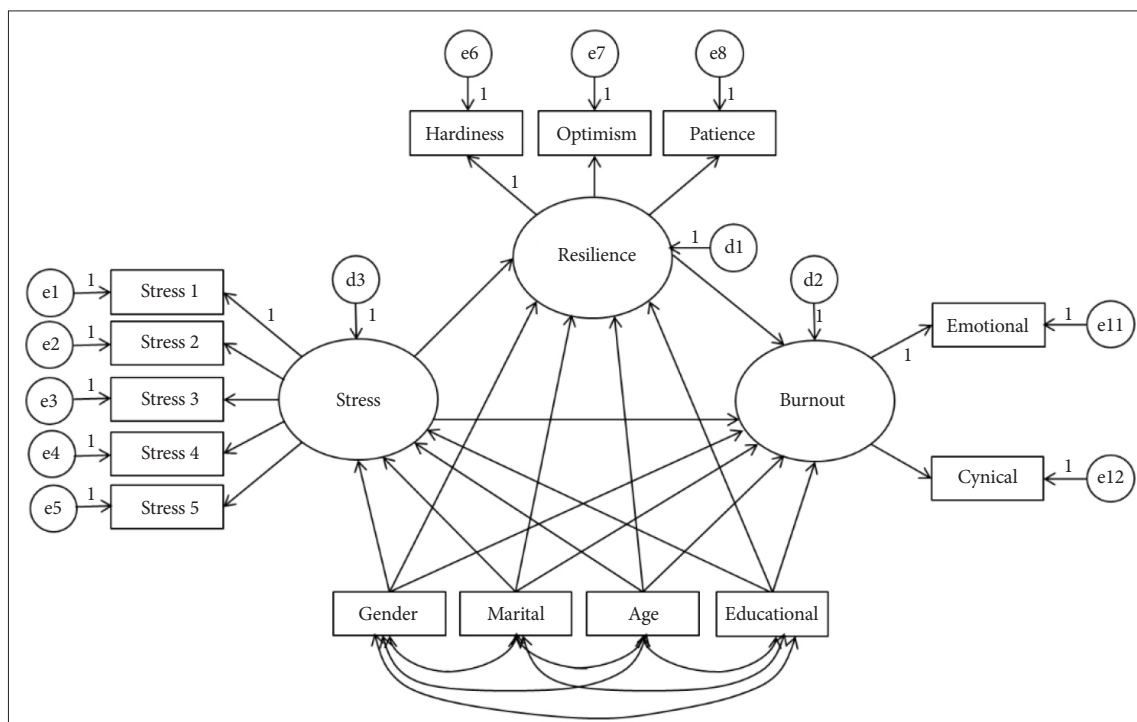 e6 e7 e8
1 1 1
Hardiness Optimism Patience
1
Resilience 1 d1
e1 1 Stress 1 d3 d2
1 1 1
e2 1 Stress 2 Emotional 1 e11
1
e3 1 Stress 3 Stress Burnout
e4 1 Stress 4
Cynical 1 e12
e5 1 Stress 5
Gender Marital Age Educational